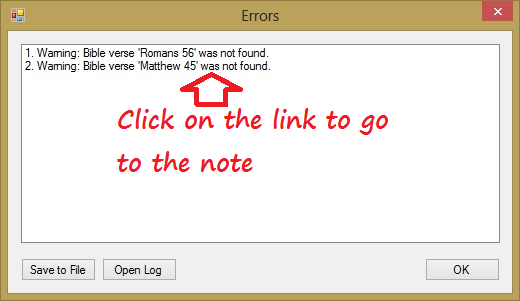 Errors
1. Warning: Bible verse 'Romans 56' was not found.
2. Warning: Bible verse 'Matthew 45' was not found.
Click on the link to go
to the note
Save to File
Open Log
OK